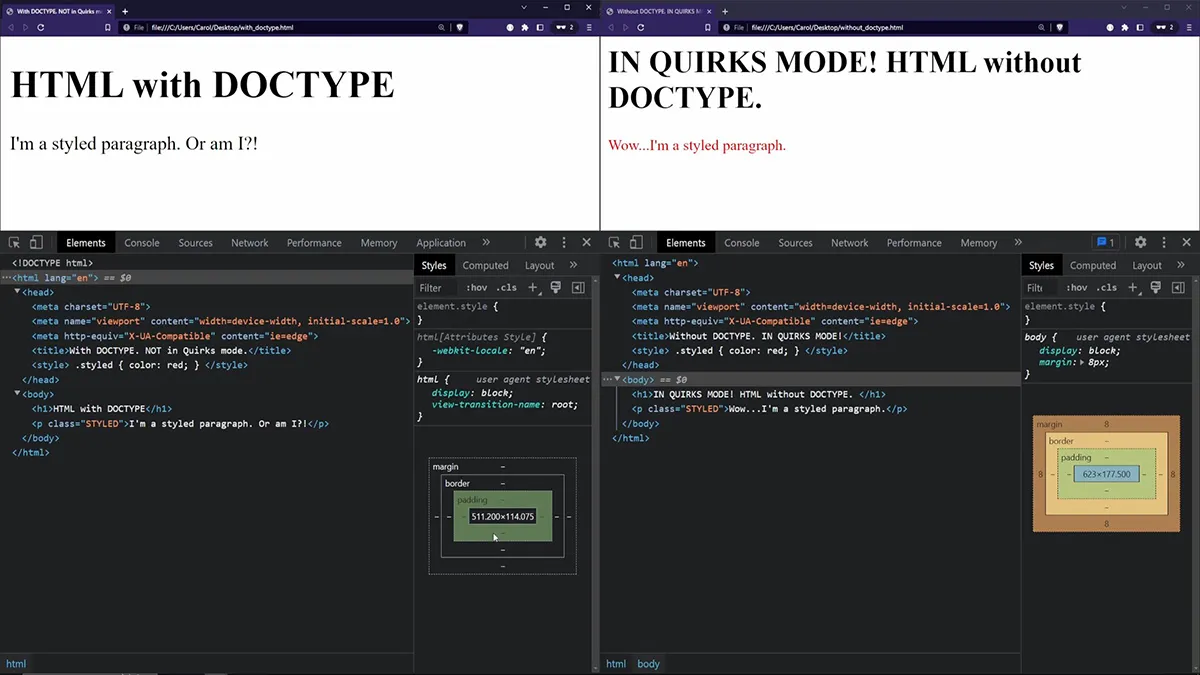 With DOCTYPE. NOT in Quirks m
File file:///C:/Users/Carol/Desktop/with_doctype.html 2
HTML with DOCTYPE
I'm a styled paragraph. Or am I?!
Elements Console Sources Network Performance Memory Application
<!DOCTYPE html>
<html lang="en"> == $0
<head>
<meta charset="UTF-8">
<meta name="viewport" content="width=device-width, initial-scale=1.0">
<meta http-equiv="X-UA-Compatible" content="ie=edge">
<title>With DOCTYPE. NOT in Quirks mode.</title>
<style> .styled { color: red; } </style>
</head>
<body>
<h1>HTML with DOCTYPE</h1>
<p class="STYLED">I'm a styled paragraph. Or am I?!</p>
</body>
</html>
html
Styles Computed Layout
Filter :hov .cls
element.style {
}
html[Attributes Style] {
-webkit-locale: "en";
}
html { user agent stylesheet
display: block;
view-transition-name: root;
}
margin –
border –
padding –
– – 511.200×114.075 – –
–
–
Without DOCTYPE. IN QUIRKS M
File file:///C:/Users/Carol/Desktop/without_doctype.html 2
IN QUIRKS MODE! HTML without
DOCTYPE.
Wow...I'm a styled paragraph.
Elements Console Sources Network Performance Memory 1
<html lang="en">
<head>
<meta charset="UTF-8">
<meta name="viewport" content="width=device-width, initial-scale=1.0">
<meta http-equiv="X-UA-Compatible" content="ie=edge">
<title>Without DOCTYPE. IN QUIRKS MODE!</title>
<style> .styled { color: red; } </style>
</head>
<body> == $0
<h1>IN QUIRKS MODE! HTML without DOCTYPE. </h1>
<p class="STYLED">Wow...I'm a styled paragraph.</p>
</body>
</html>
html body
Styles Computed Layout
Filt :hov .cls
element.style {
}
body { user agent stylesheet
display: block;
margin: 8px;
}
margin 8
border –
padding –
8 – – 623×177.500 – – 8
–
–
8